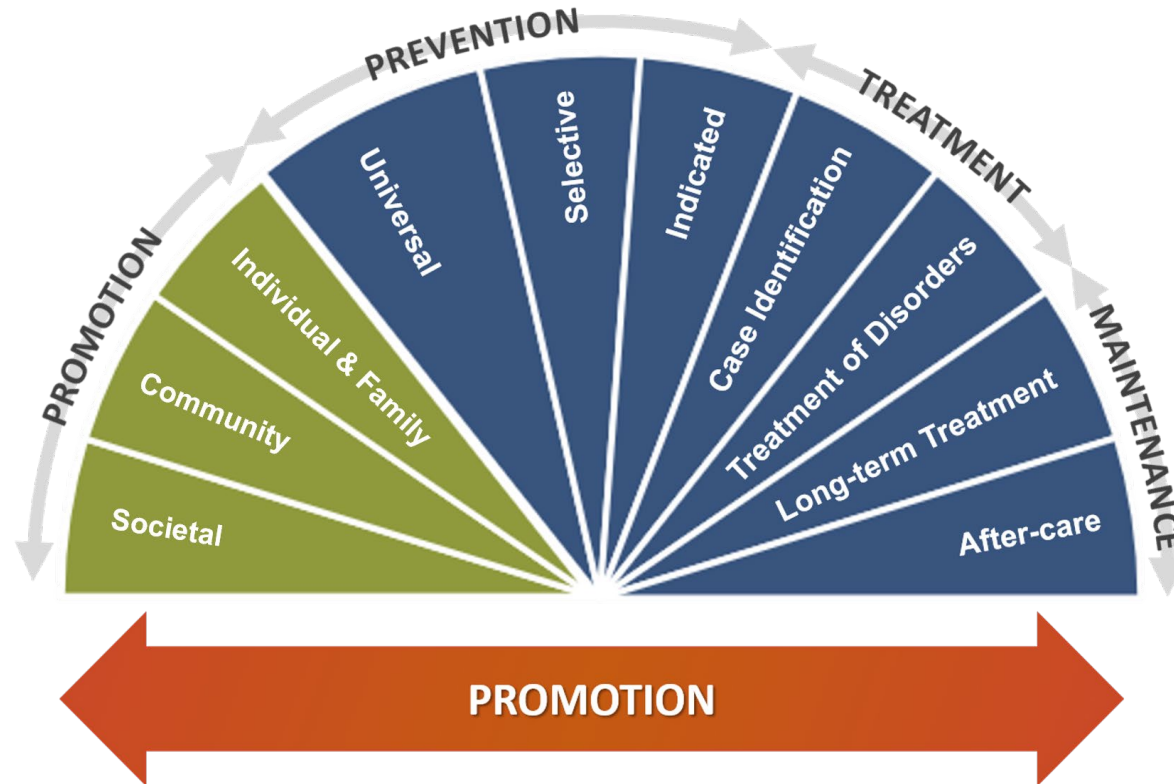 PROMOTION
PREVENTION
TREATMENT
MAINTENANCE
Societal
Community
Individual & Family
Universal
Selective
Indicated
Case Identification
Treatment of Disorders
Long-term Treatment
After-care
PROMOTION